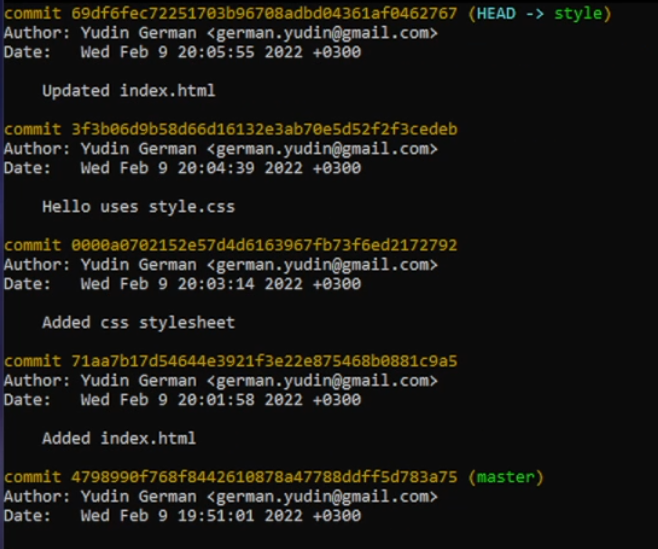 commit 69df6fec72251703b96708adbd04361af0462767 (HEAD -> style)
Author: Yudin German <german.yudin@gmail.com>
Date:   Wed Feb 9 20:05:55 2022 +0300
Updated index.html
commit 3f3b06d9b58d66d16132e3ab70e5d52f2f3cedeb
Author: Yudin German <german.yudin@gmail.com>
Date:   Wed Feb 9 20:04:39 2022 +0300
Hello uses style.css
commit 0000a0702152e57d4d6163967fb73f6ed2172792
Author: Yudin German <german.yudin@gmail.com>
Date:   Wed Feb 9 20:03:14 2022 +0300
Added css stylesheet
commit 71aa7b17d54644e3921f3e22e875468b0881c9a5
Author: Yudin German <german.yudin@gmail.com>
Date:   Wed Feb 9 20:01:58 2022 +0300
Added index.html
commit 4798990f768f8442610878a47788ddff5d783a75 (master)
Author: Yudin German <german.yudin@gmail.com>
Date:   Wed Feb 9 19:51:01 2022 +0300